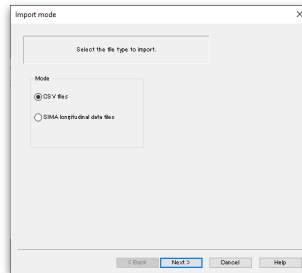 Import mode
Select the file type to import.
Mode
CSV files
SIMA longitudinal data files
< Back
Next >
Cancel
Help